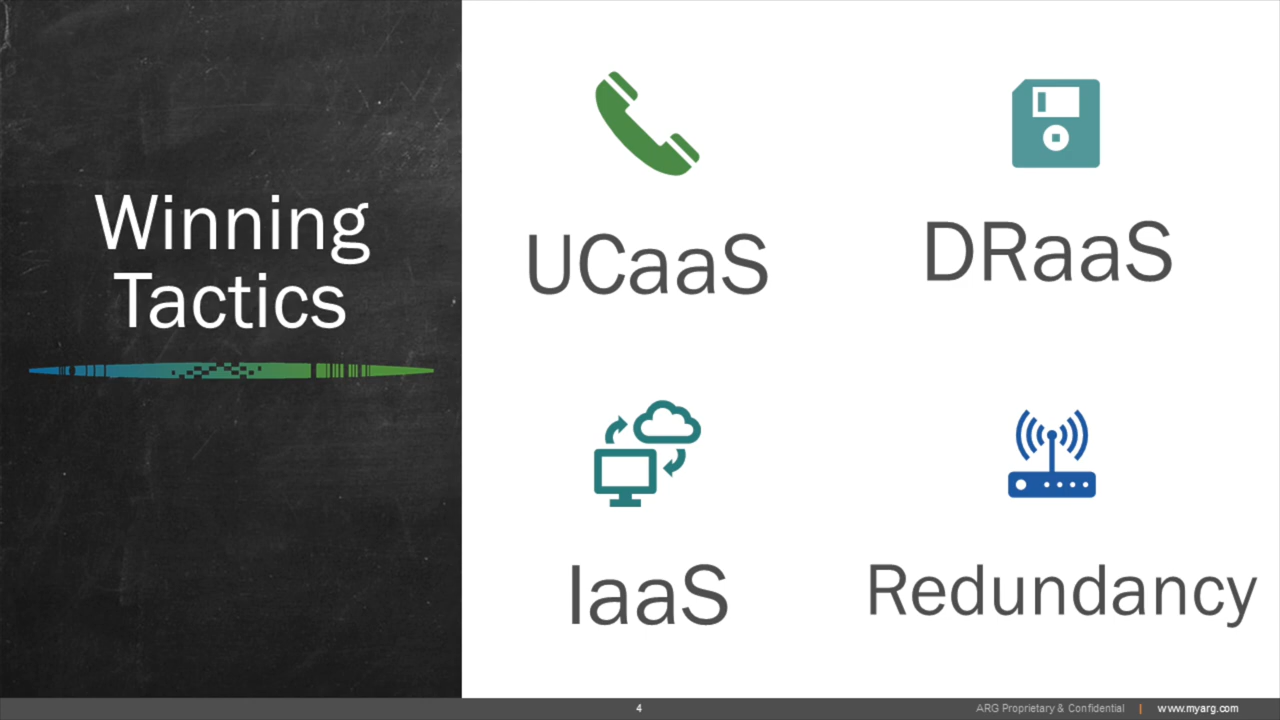 Winning
Tactics
UCaaS
DRaaS
IaaS
Redundancy
4
ARG Proprietary & Confidential | www.myarg.com